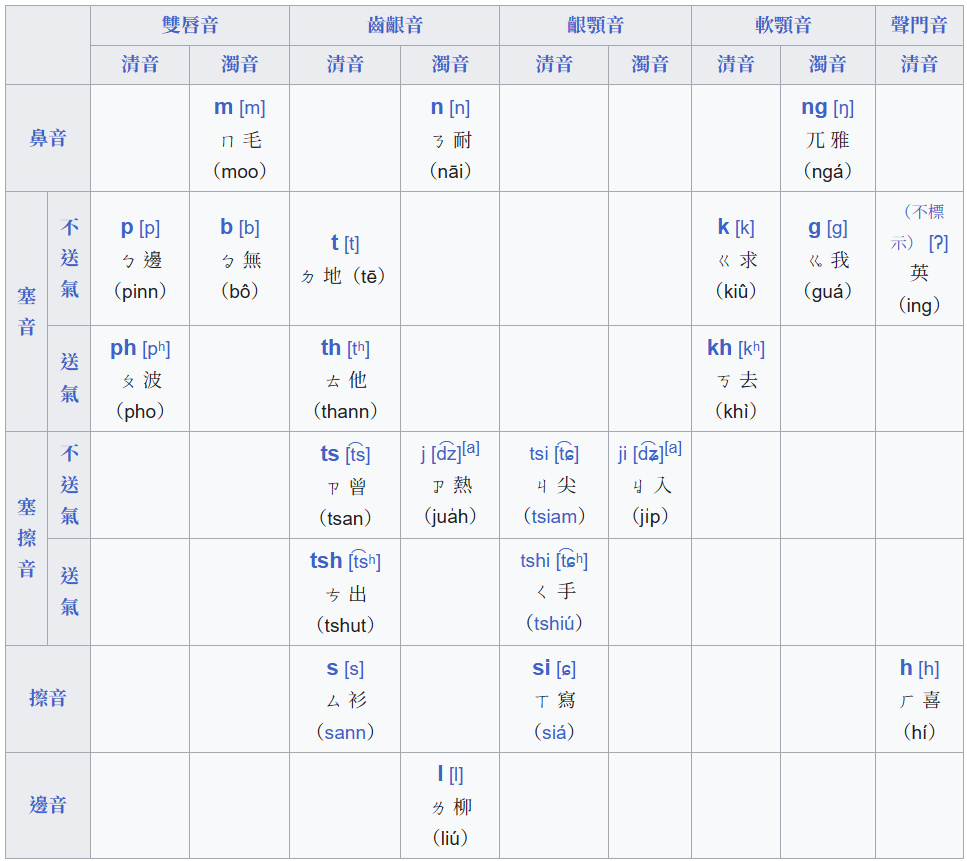 雙唇音 齒齦音 齦顎音 軟顎音 聲門音
清音 濁音 清音 濁音 清音 濁音 清音 濁音 清音
鼻音
m [m]
ㄇ 毛
（moo）
n [n]
ㄋ 耐
（nāi）
ng [ŋ]
ㄫ 雅
（ngá）
塞音
不送氣
p [p]
ㄅ 邊
（pinn）
b [b]
ㆠ 無
（bô）
t [t]
ㄉ 地（tē）
k [k]
ㄍ 求
（kiû）
g [g]
ㆣ 我
（guá）
（不標
示） [ʔ]
英
（ing）
送氣
ph [pʰ]
ㄆ 波
（pho）
th [tʰ]
ㄊ 他
（thann）
kh [kʰ]
ㄎ 去
（khì）
塞擦音
不送氣
ts [t͡s]
ㄗ 曾
（tsan）
j [d͡z][a]
ㆡ 熱
（jua̍h）
tsi [t͡ɕ]
ㄐ 尖
（tsiam）
ji [d͡ʑ][a]
ㆢ 入
（ji̍p）
送氣
tsh [t͡sʰ]
ㄘ 出
（tshut）
tshi [t͡ɕʰ]
ㄑ 手
（tshiú）
擦音
s [s]
ㄙ 衫
（sann）
si [ɕ]
ㄒ 寫
（siá）
h [h]
ㄏ 喜
（hí）
邊音
l [l]
ㄌ 柳
（liú）